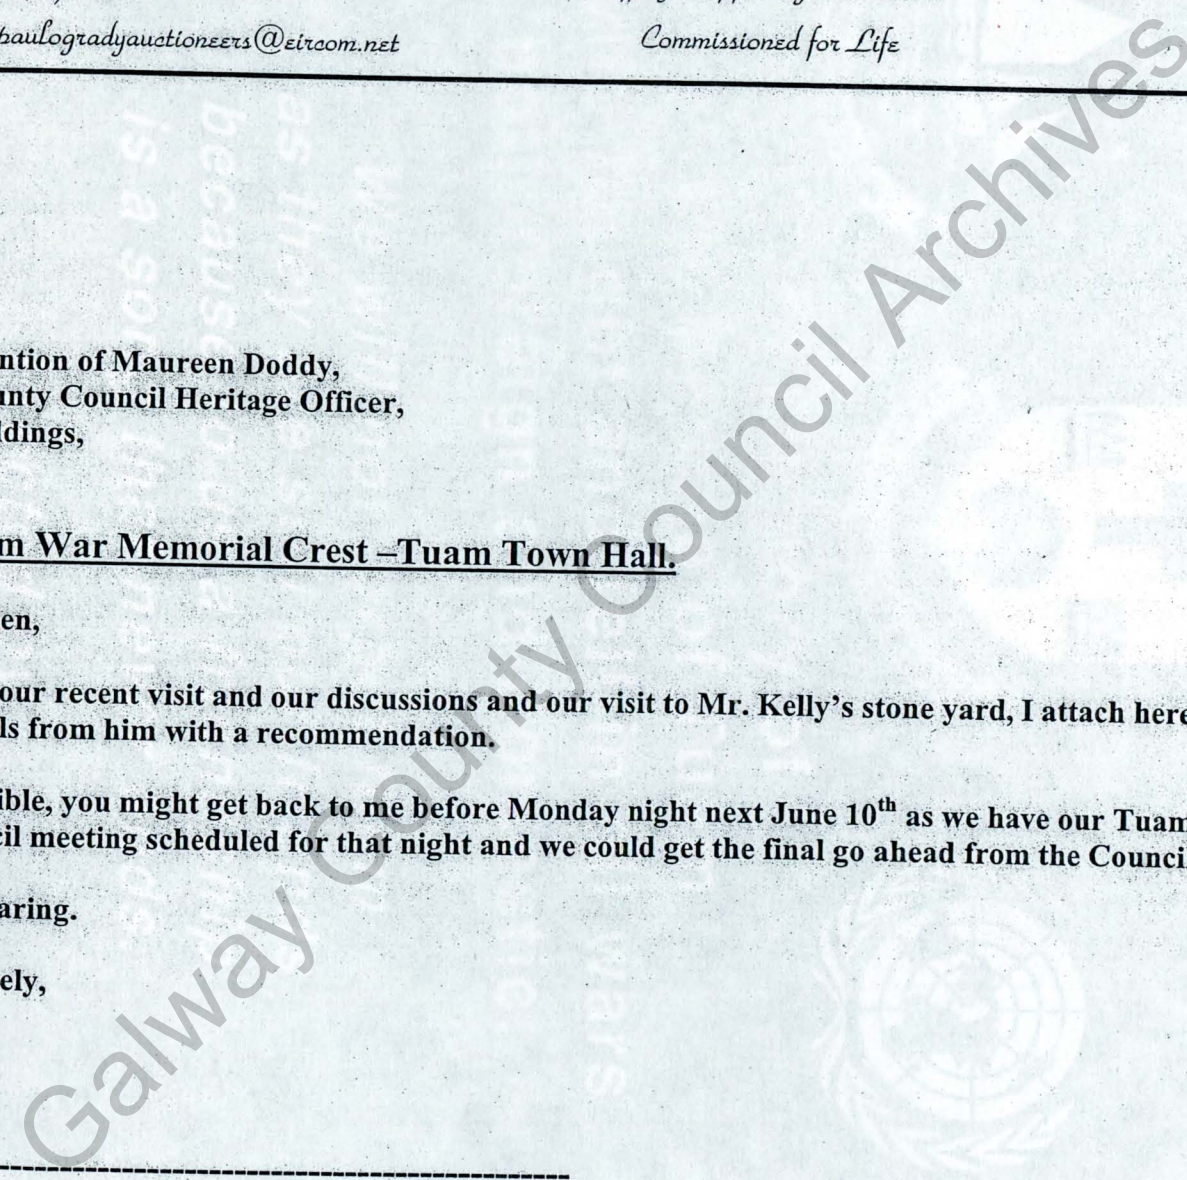 paulogradyauctioneers@eircom.net
Commissioned for Life
ntion of Maureen Doddy,
unty Council Heritage Officer,
ldings,
m War Memorial Crest –Tuam Town Hall.
en,
our recent visit and our discussions and our visit to Mr. Kelly's stone yard, I attach here
ls from him with a recommendation.
ible, you might get back to me before Monday night next June 10th as we have our Tuam
cil meeting scheduled for that night and we could get the final go ahead from the Council
aring.
ely,
Galway County Council Archives